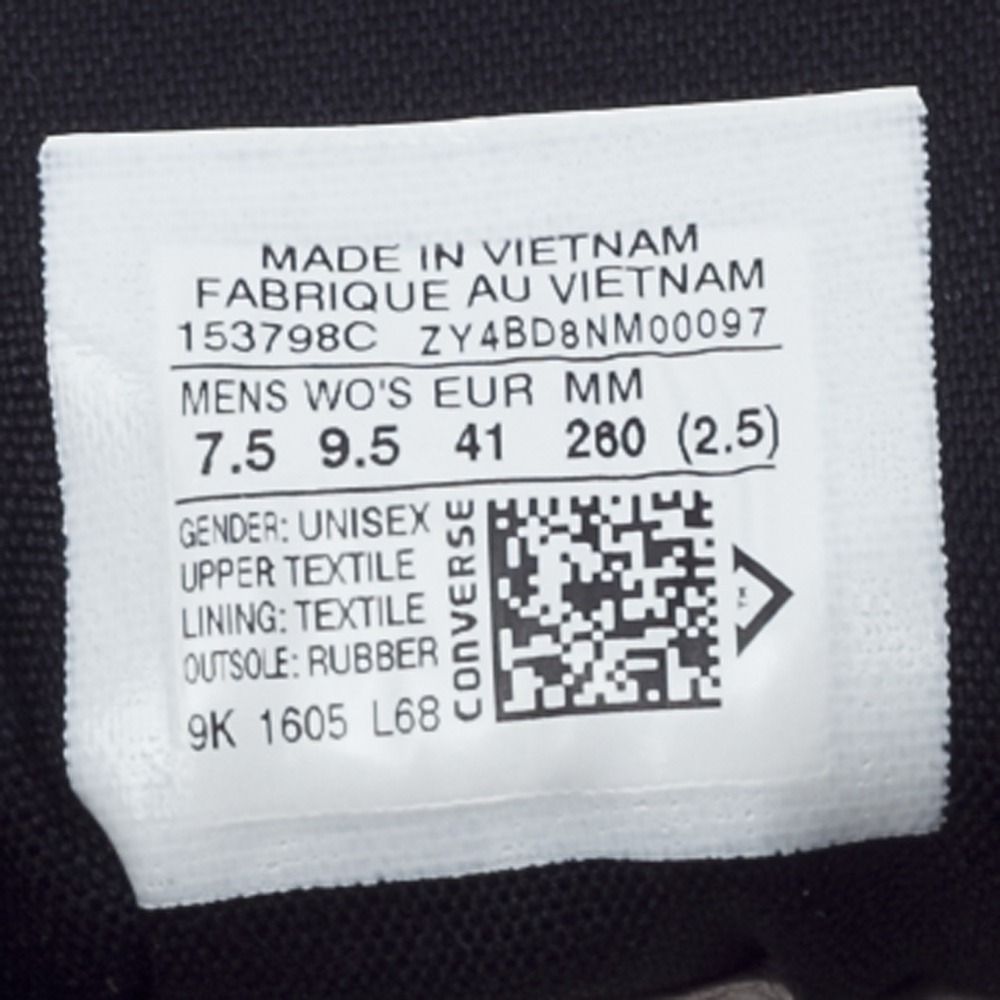 MADE IN VIETNAM
FABRIQUE AU VIETNAM
153798C ZY4BD8NM00097
MENS WO'S EUR MM
7.5 9.5 41 260 (2.5)
GENDER: UNISEX
UPPER TEXTILE
LINING: TEXTILE
OUTSOLE: RUBBER
9K 1605 L68
CONVERSE
TM